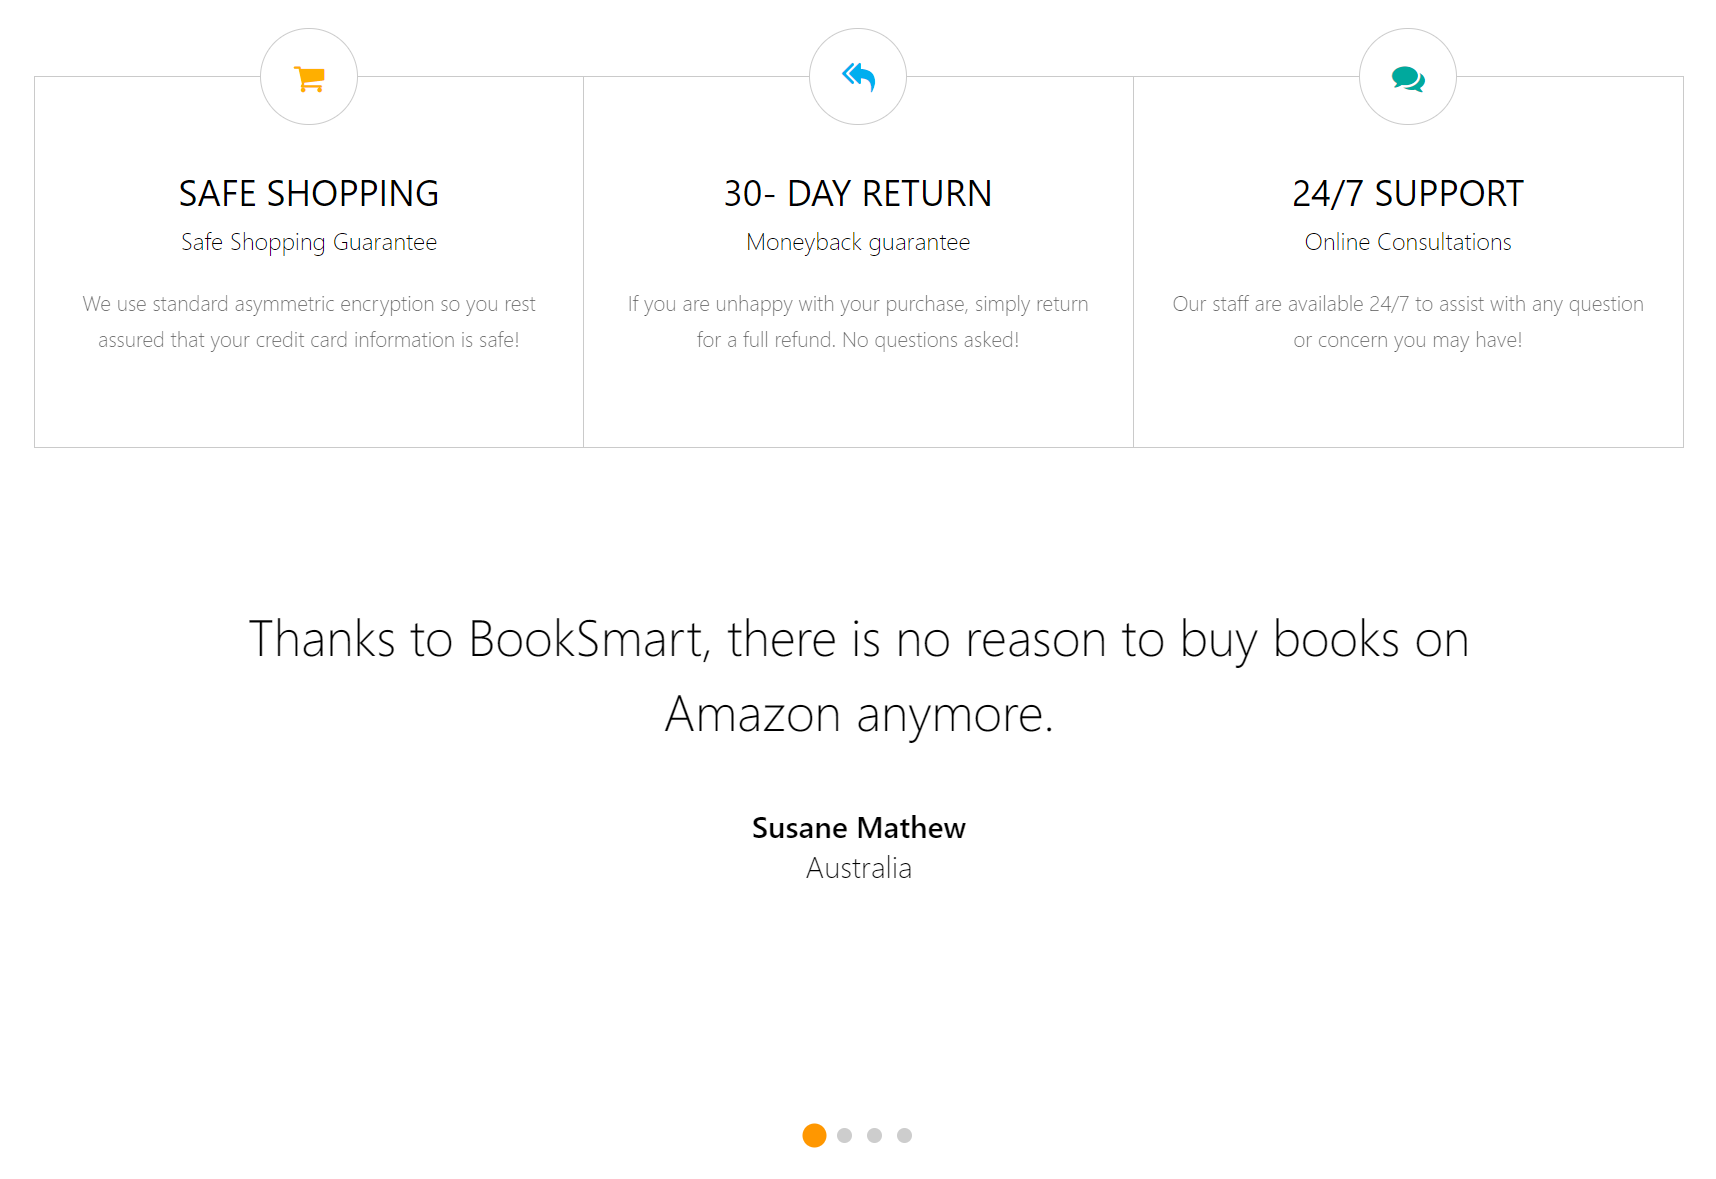 SAFE SHOPPING
Safe Shopping Guarantee
We use standard asymmetric encryption so you rest
assured that your credit card information is safe!
30- DAY RETURN
Moneyback guarantee
If you are unhappy with your purchase, simply return
for a full refund. No questions asked!
24/7 SUPPORT
Online Consultations
Our staff are available 24/7 to assist with any question
or concern you may have!
Thanks to BookSmart, there is no reason to buy books on
Amazon anymore.
Susane Mathew
Australia